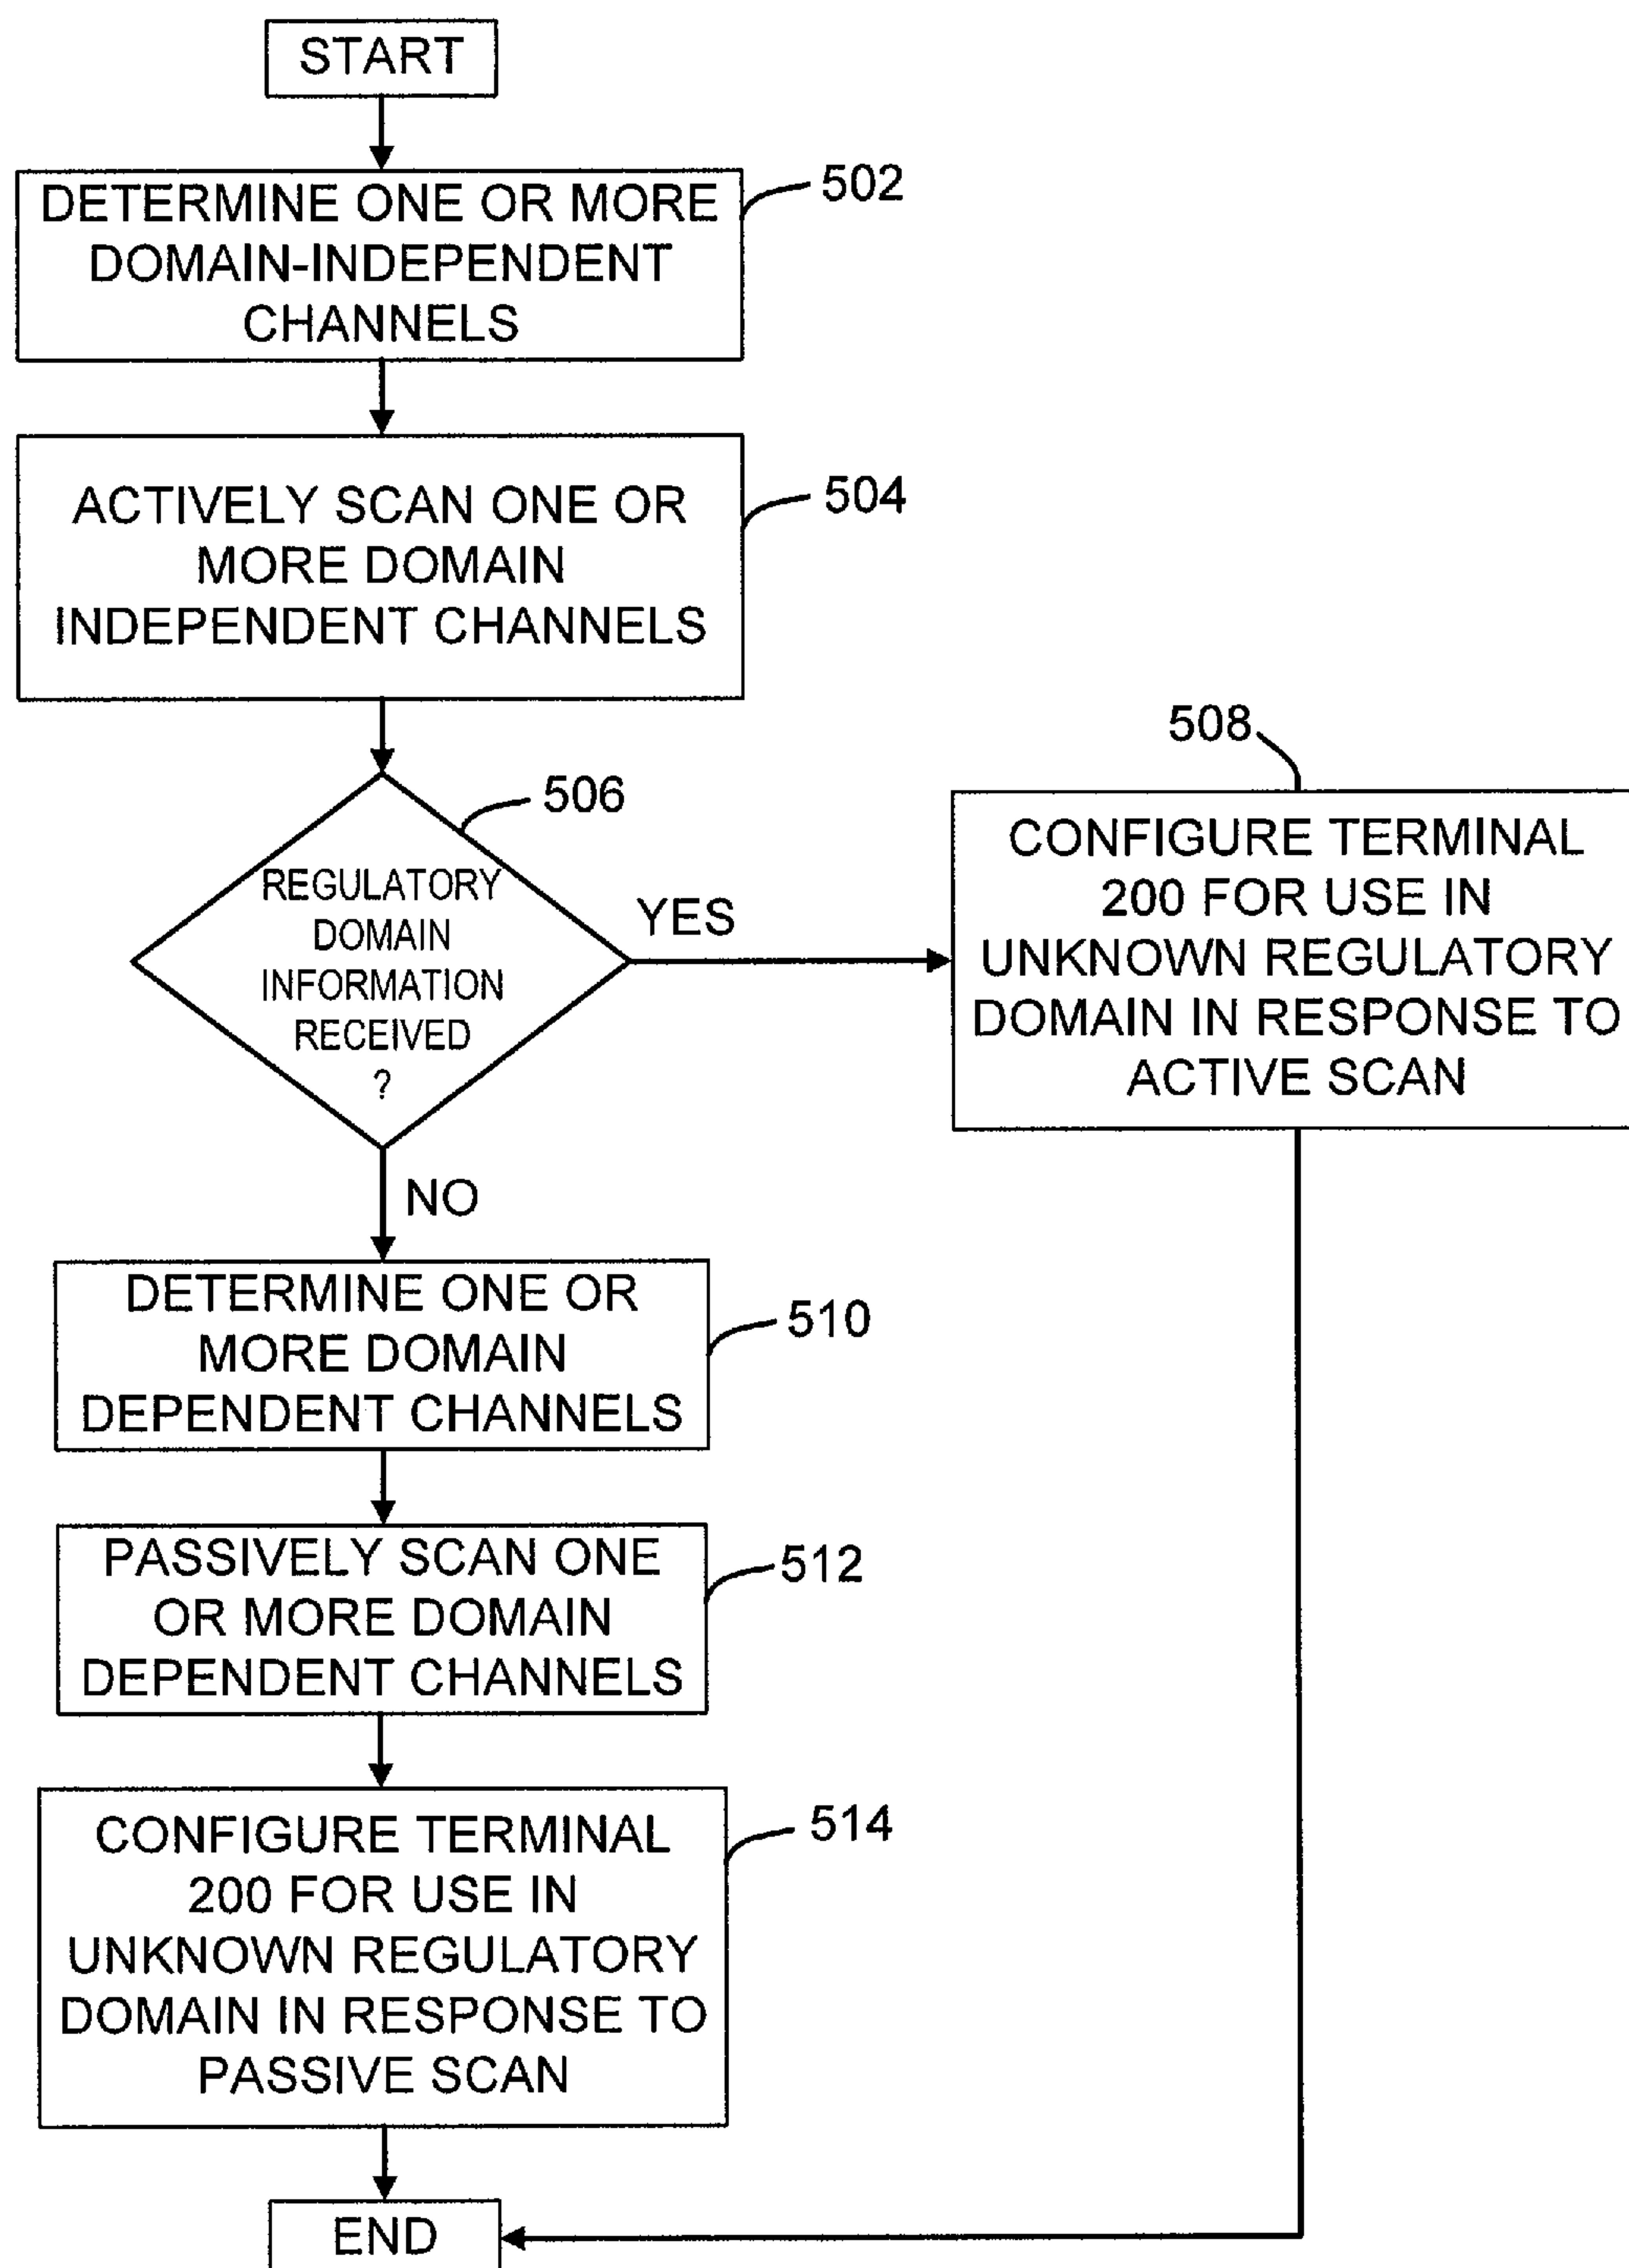 START
502
DETERMINE ONE OR MORE
DOMAIN-INDEPENDENT
CHANNELS
504
ACTIVELY SCAN ONE OR
MORE DOMAIN
INDEPENDENT CHANNELS
506
REGULATORY
DOMAIN
INFORMATION
RECEIVED
?
YES
508
CONFIGURE TERMINAL
200 FOR USE IN
UNKNOWN REGULATORY
DOMAIN IN RESPONSE TO
ACTIVE SCAN
NO
510
DETERMINE ONE OR
MORE DOMAIN
DEPENDENT CHANNELS
512
PASSIVELY SCAN ONE
OR MORE DOMAIN
DEPENDENT CHANNELS
514
CONFIGURE TERMINAL
200 FOR USE IN
UNKNOWN REGULATORY
DOMAIN IN RESPONSE TO
PASSIVE SCAN
END